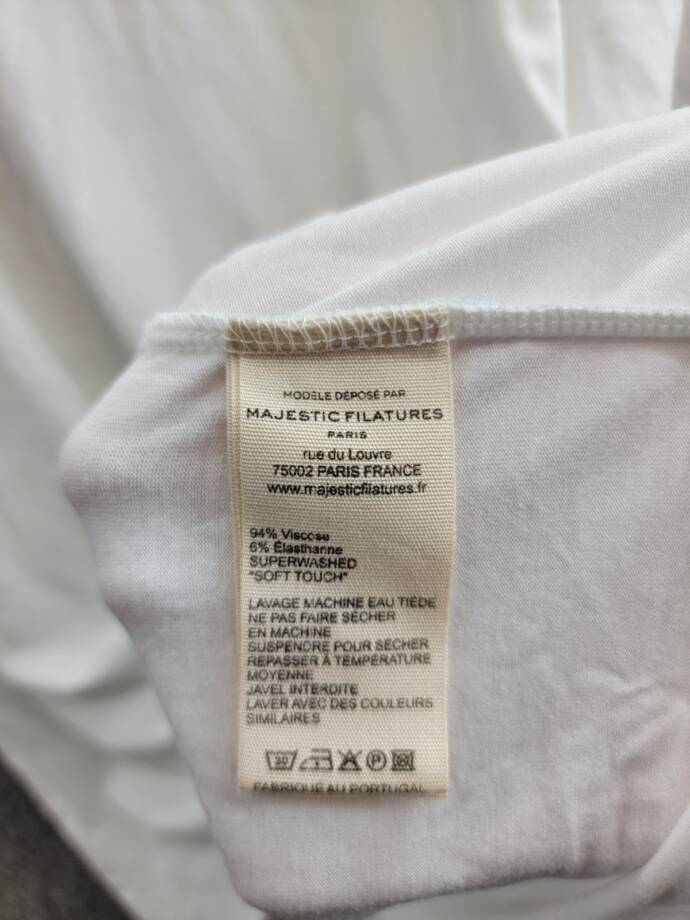 MODÈLE DÉPOSÉ PAR
MAJESTIC FILATURES
PARIS
rue du Louvre
75002 PARIS FRANCE
www.majesticfilatures.fr
94% Viscose
6% Élasthanne
SUPERWASHED
"SOFT TOUCH"
LAVAGE MACHINE EAU TIÈDE
NE PAS FAIRE SÉCHER
EN MACHINE
SUSPENDRE POUR SÉCHER
REPASSER À TEMPÉRATURE
MOYENNE
JAVEL INTERDITE
LAVER AVEC DES COULEURS
SIMILAIRES
P
FABRIQUÉ AU PORTUGAL